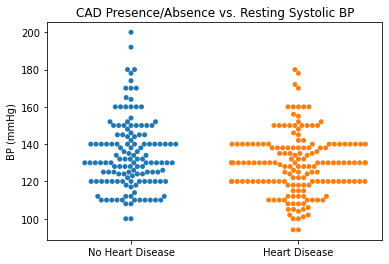 CAD Presence/Absence vs. Resting Systolic BP
200
180
160
140
120
100
BP (mmHg)
No Heart Disease
Heart Disease